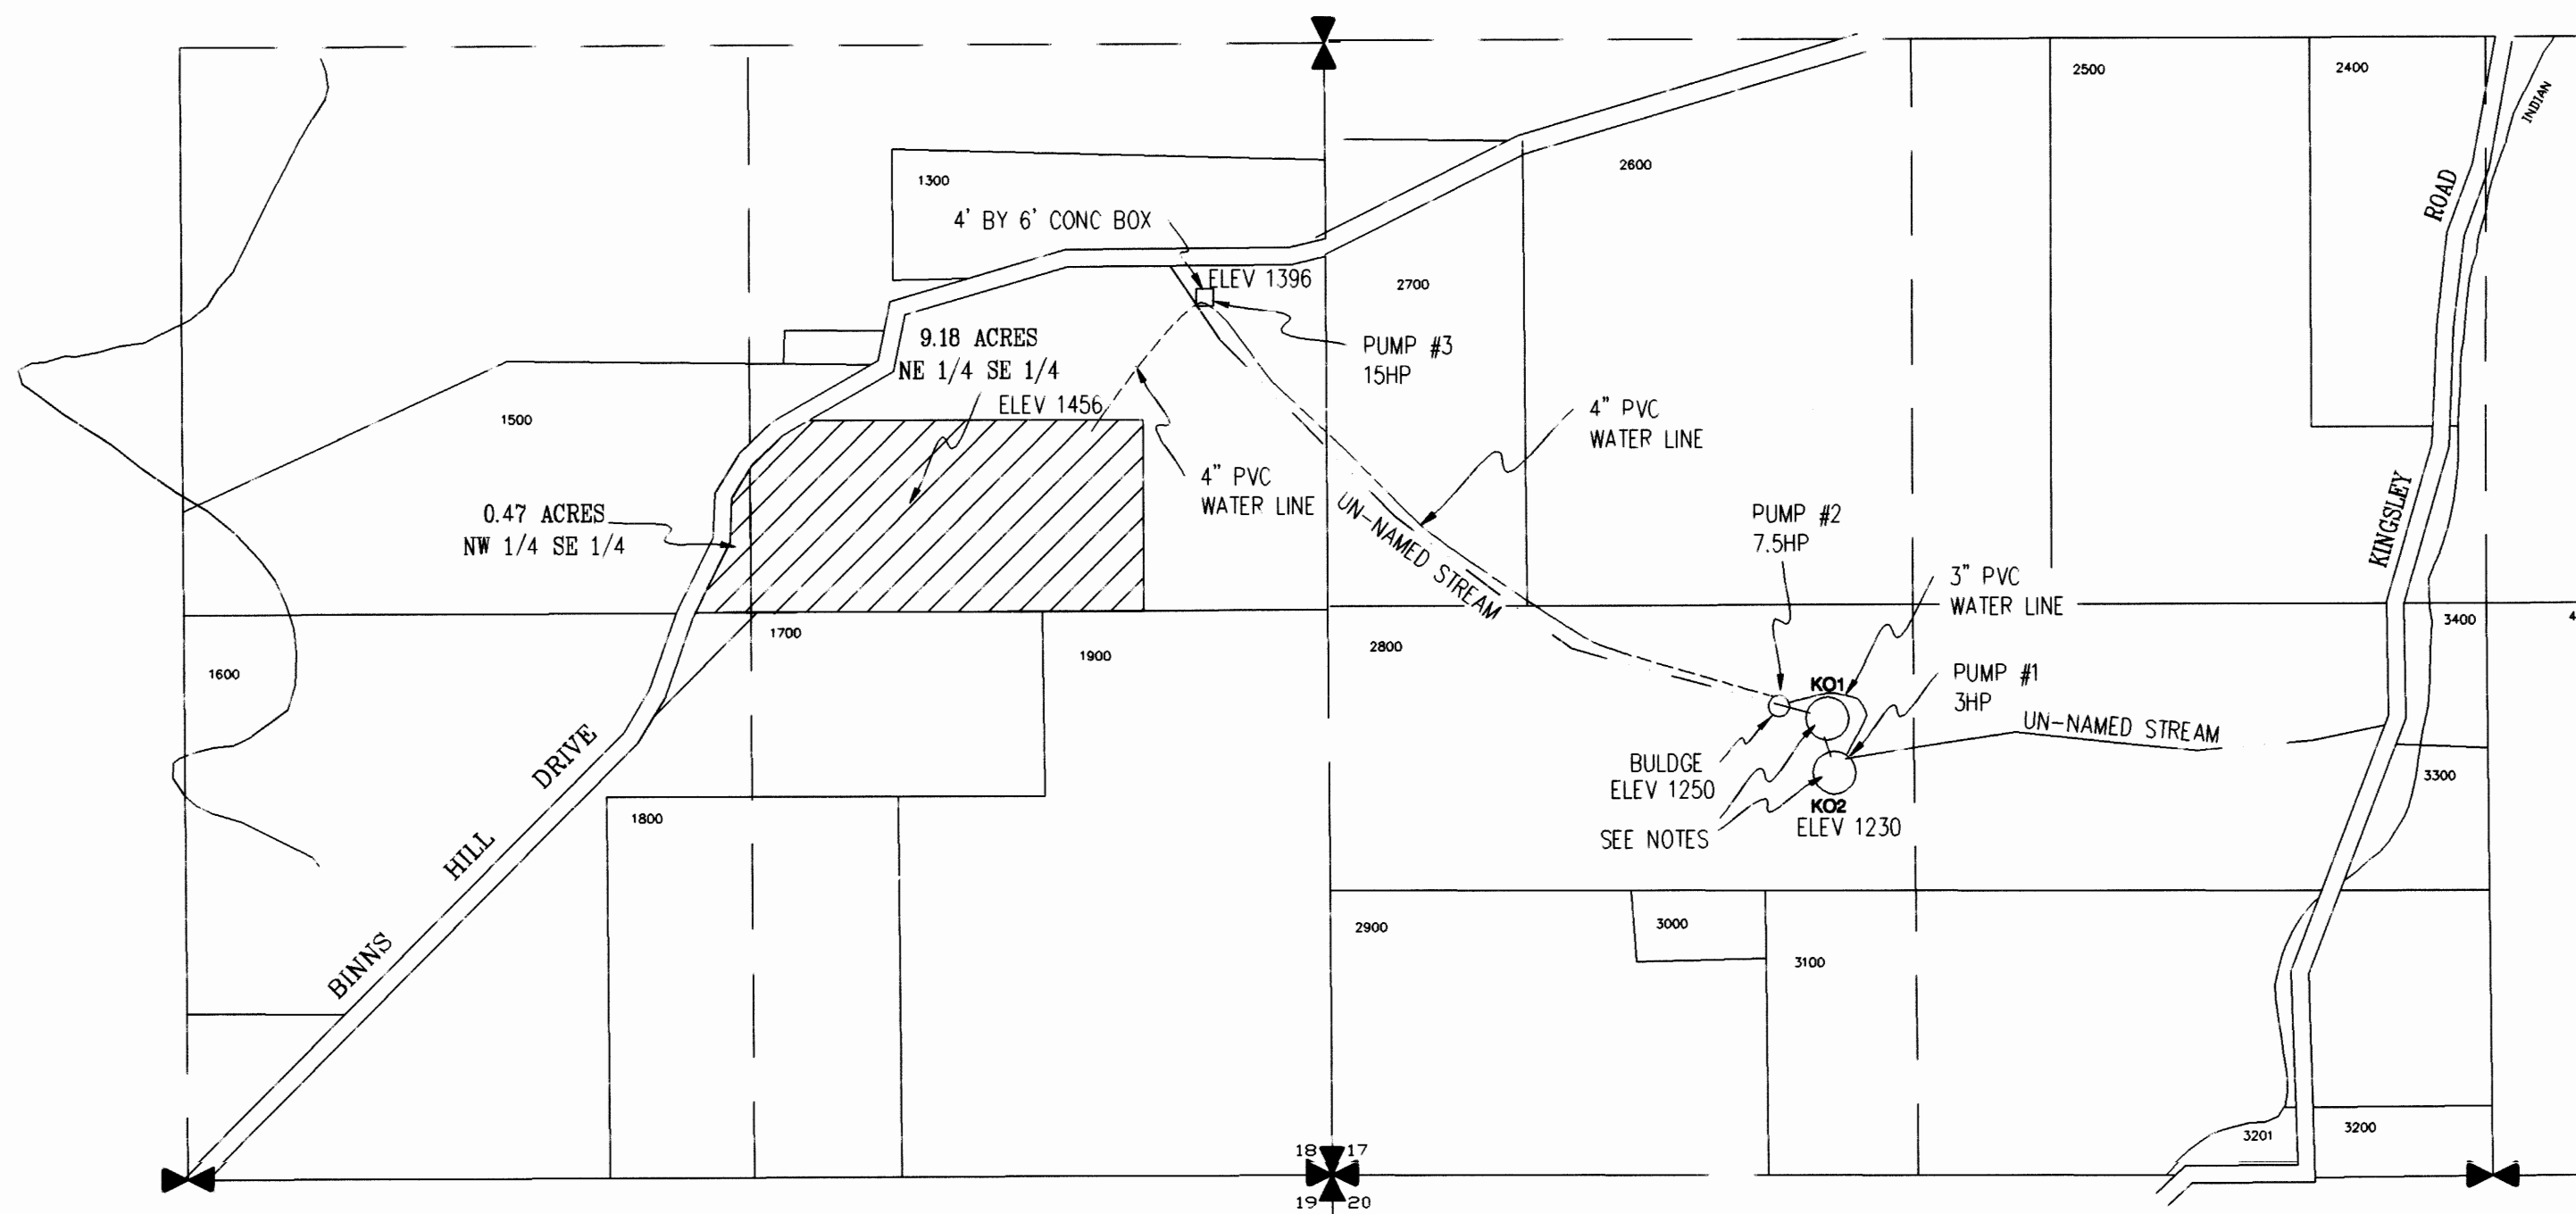 2500
2400
INDIAN
2600
1300
ROAD
4' BY 6' CONC BOX
ELEV 1396
2700
9.18 ACRES
NE 1/4 SE 1/4
PUMP #3
15HP
ELEV 1456
1500
4" PVC
WATER LINE
4" PVC
WATER LINE
KINGSLEY
UN-NAMED STREAM
0.47 ACRES
NW 1/4 SE 1/4
PUMP #2
7.5HP
3" PVC
WATER LINE
3400
4
1700
1900
2800
1600
KO1
PUMP #1
3HP
UN-NAMED STREAM
BULDGE
ELEV 1250
3300
KO2
ELEV 1230
SEE NOTES
1800
BINNS HILL DRIVE
2900
3000
3100
3201
3200
18 17
19 20